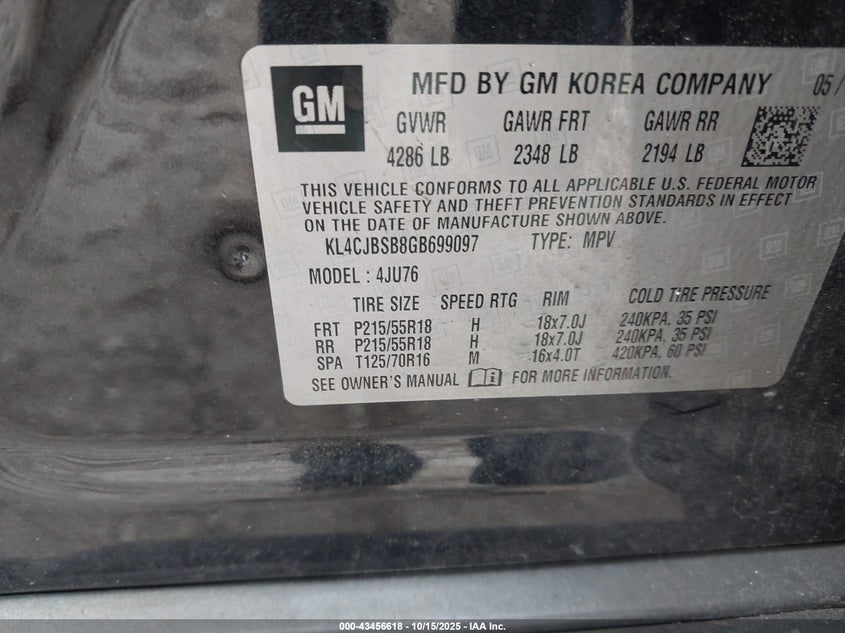 GM
MFD BY GM KOREA COMPANY 05/
GVWR GAWR FRT GAWR RR
4286 LB 2348 LB 2194 LB
THIS VEHICLE CONFORMS TO ALL APPLICABLE U.S. FEDERAL MOTOR
VEHICLE SAFETY AND THEFT PREVENTION STANDARDS IN EFFECT
ON THE DATE OF MANUFACTURE SHOWN ABOVE.
KL4CJBSB8GB699097 TYPE: MPV
MODEL : 4JU76
TIRE SIZE SPEED RTG RIM COLD TIRE PRESSURE
FRT P215/55R18 H 18x7.0J 240KPA, 35 PSI
RR P215/55R18 H 18x7.0J 240KPA, 35 PSI
SPA T125/70R16 M 16x4.0T 420KPA, 60 PSI
SEE OWNER'S MANUAL FOR MORE INFORMATION.
000-43456618 - 10/15/2025 - IAA Inc.